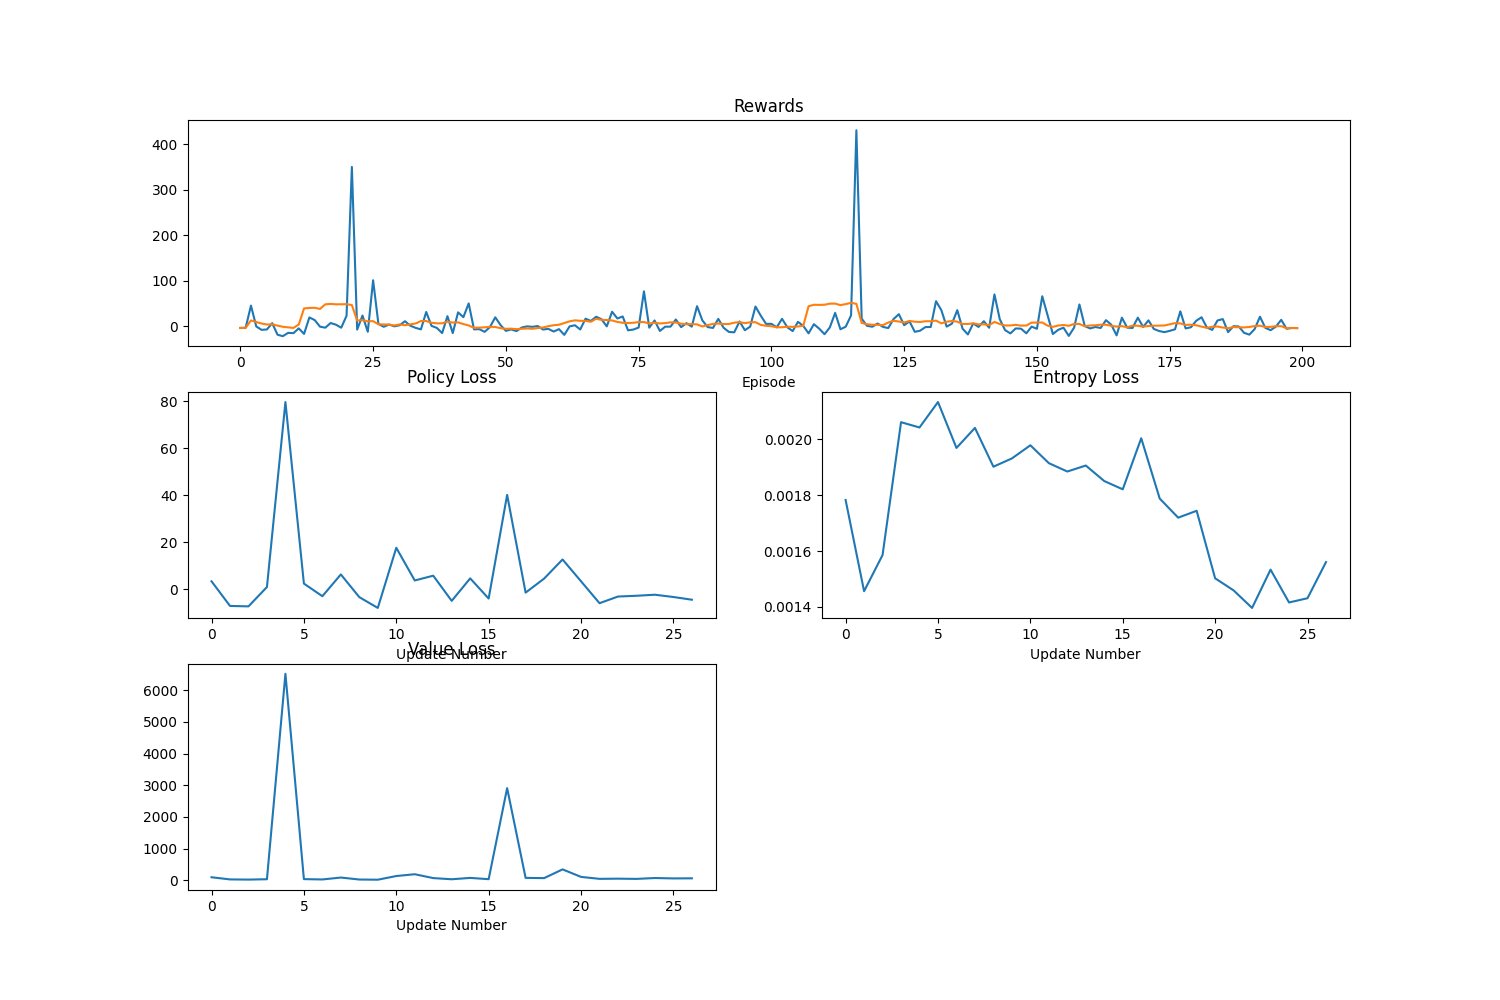 Rewards
400
300
200
100
0
0 25 50 75 100 125 150 175 200
Episode
Policy Loss
80
60
40
20
0
0 5 10 15 20 25
Update Number
Entropy Loss
0.0020
0.0018
0.0016
0.0014
0 5 10 15 20 25
Update Number
Value Loss
6000
5000
4000
3000
2000
1000
0
0 5 10 15 20 25
Update Number